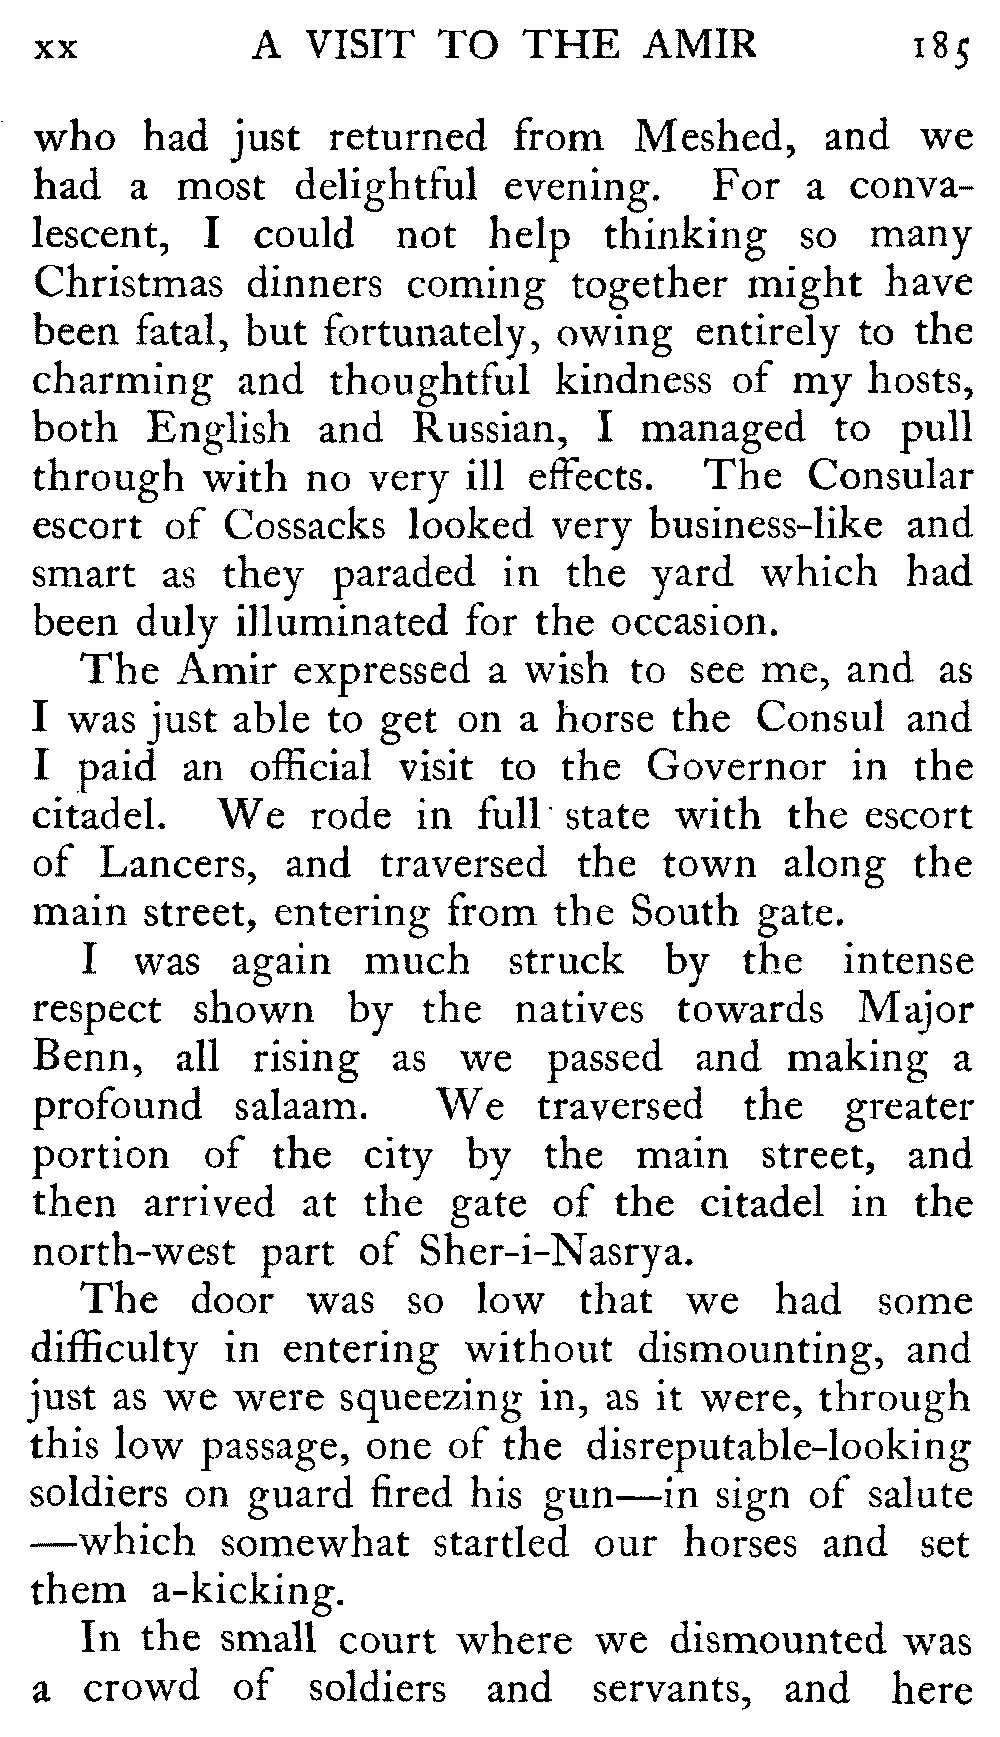 xx A VISIT TO THE AMIR 185
who had just returned from Meshed, and we
had a most delightful evening. For a conva-
lescent, I could not help thinking so many
Christmas dinners coming together might have
been fatal, but fortunately, owing entirely to the
charming and thoughtful kindness of my hosts,
both English and Russian, I managed to pull
through with no very ill effects. The Consular
escort of Cossacks looked very business-like and
smart as they paraded in the yard which had
been duly illuminated for the occasion.
The Amir expressed a wish to see me, and as
I was just able to get on a horse the Consul and
I paid an official visit to the Governor in the
citadel. We rode in full state with the escort
of Lancers, and traversed the town along the
main street, entering from the South gate.
I was again much struck by the intense
respect shown by the natives towards Major
Benn, all rising as we passed and making a
profound salaam. We traversed the greater
portion of the city by the main street, and
then arrived at the gate of the citadel in the
north-west part of Sher-i-Nasrya.
The door was so low that we had some
difficulty in entering without dismounting, and
just as we were squeezing in, as it were, through
this low passage, one of the disreputable-looking
soldiers on guard fired his gun—in sign of salute
—which somewhat startled our horses and set
them a-kicking.
In the small court where we dismounted was
a crowd of soldiers and servants, and here